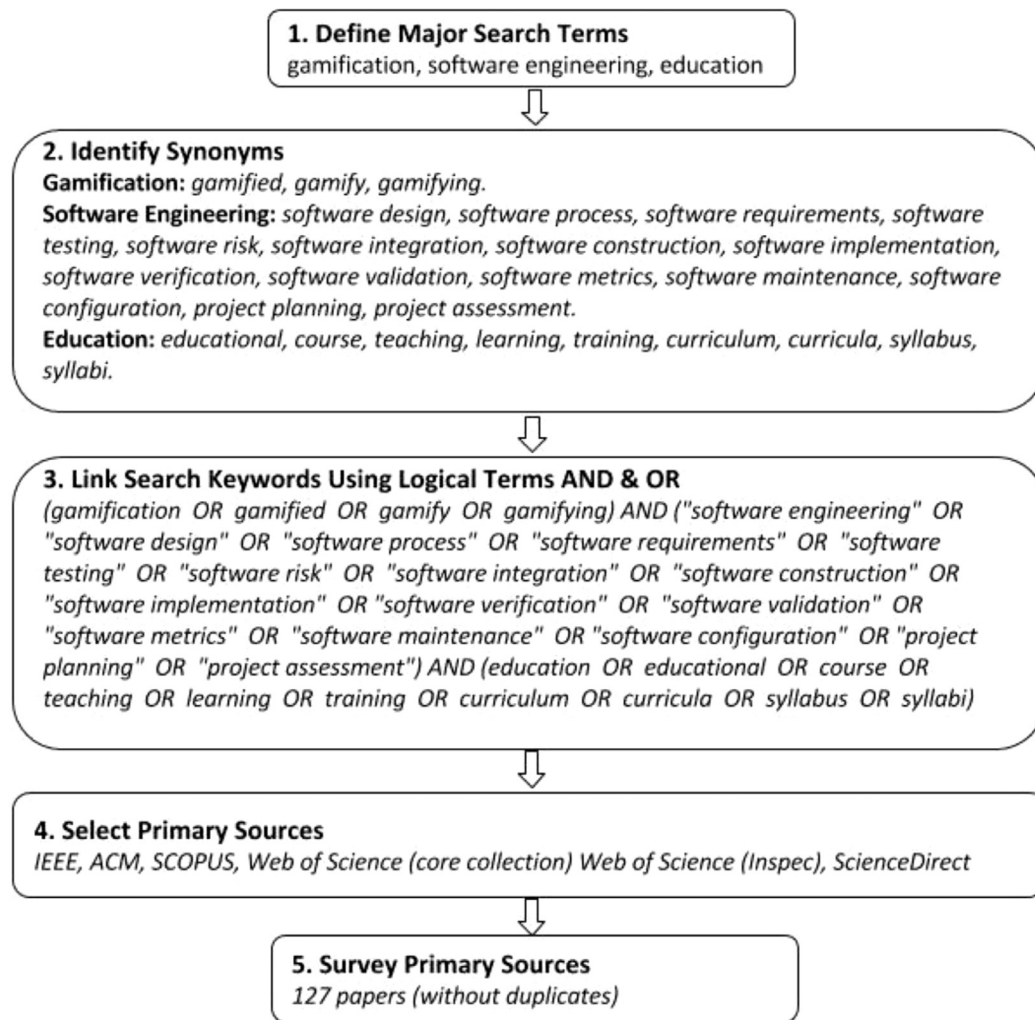 1. Define Major Search Terms
gamification, software engineering, education
2. Identify Synonyms
Gamification: gamified, gamify, gamifying.
Software Engineering: software design, software process, software requirements, software
testing, software risk, software integration, software construction, software implementation,
software verification, software validation, software metrics, software maintenance, software
configuration, project planning, project assessment.
Education: educational, course, teaching, learning, training, curriculum, curricula, syllabus,
syllabi.
3. Link Search Keywords Using Logical Terms AND & OR
(gamification OR gamified OR gamify OR gamifying) AND ("software engineering" OR
"software design" OR "software process" OR "software requirements" OR "software
testing" OR "software risk" OR "software integration" OR "software construction" OR
"software implementation" OR "software verification" OR "software validation" OR
"software metrics" OR "software maintenance" OR "software configuration" OR "project
planning" OR "project assessment") AND (education OR educational OR course OR
teaching OR learning OR training OR curriculum OR curricula OR syllabus OR syllabi)
4. Select Primary Sources
IEEE, ACM, SCOPUS, Web of Science (core collection) Web of Science (Inspec), ScienceDirect
5. Survey Primary Sources
127 papers (without duplicates)